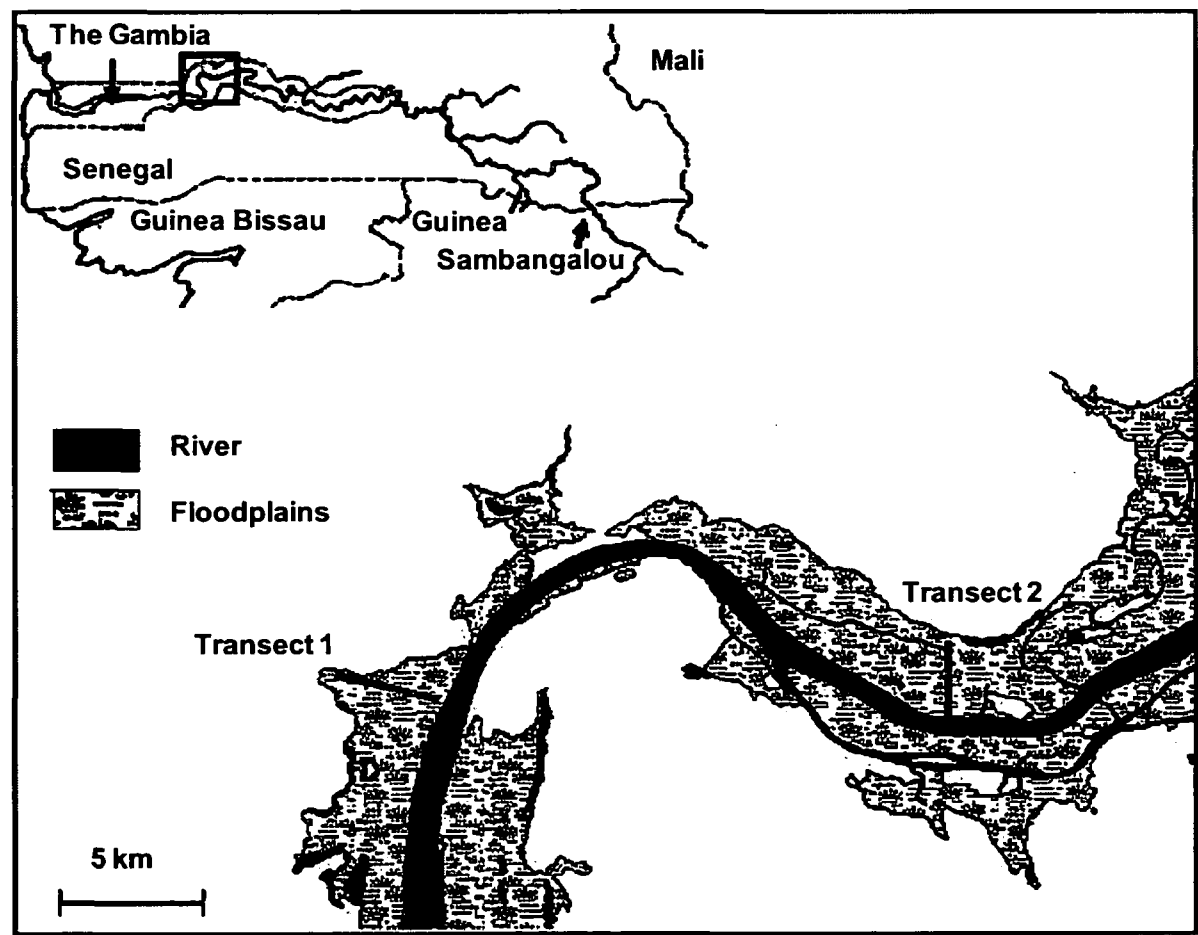 The Gambia
Mali
Senegal
Guinea Bissau
Guinea
Sambangalou
River
Floodplains
Transect 2
Transect 1
5 km